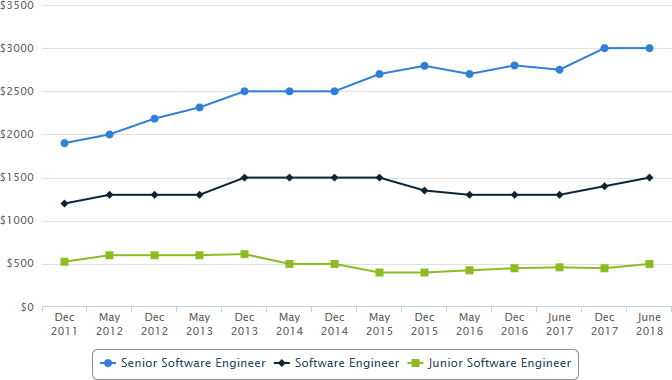 $3500
$3000
$2500
$2000
$1500
$1000
$500
$0
Dec May Dec May Dec May Dec May Dec May Dec June Dec June
2011 2012 2012 2013 2013 2014 2014 2015 2015 2016 2016 2017 2017 2018
Senior Software Engineer Software Engineer Junior Software Engineer